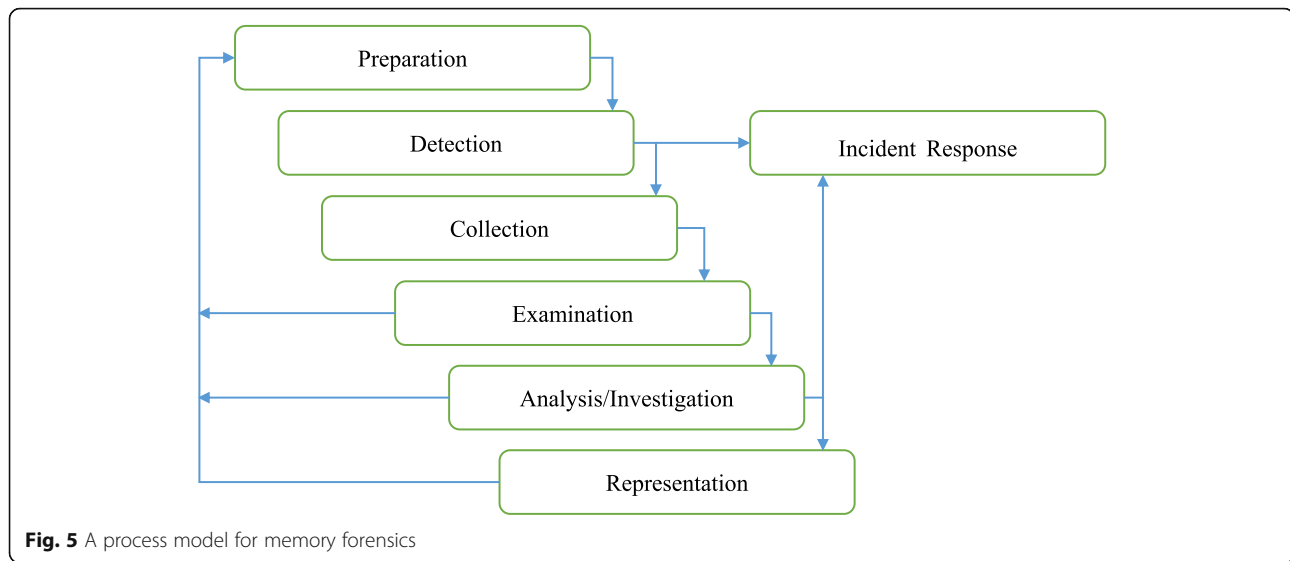 Preparation
Detection
Incident Response
Collection
Examination
Analysis/Investigation
Representation
Fig. 5 A process model for memory forensics